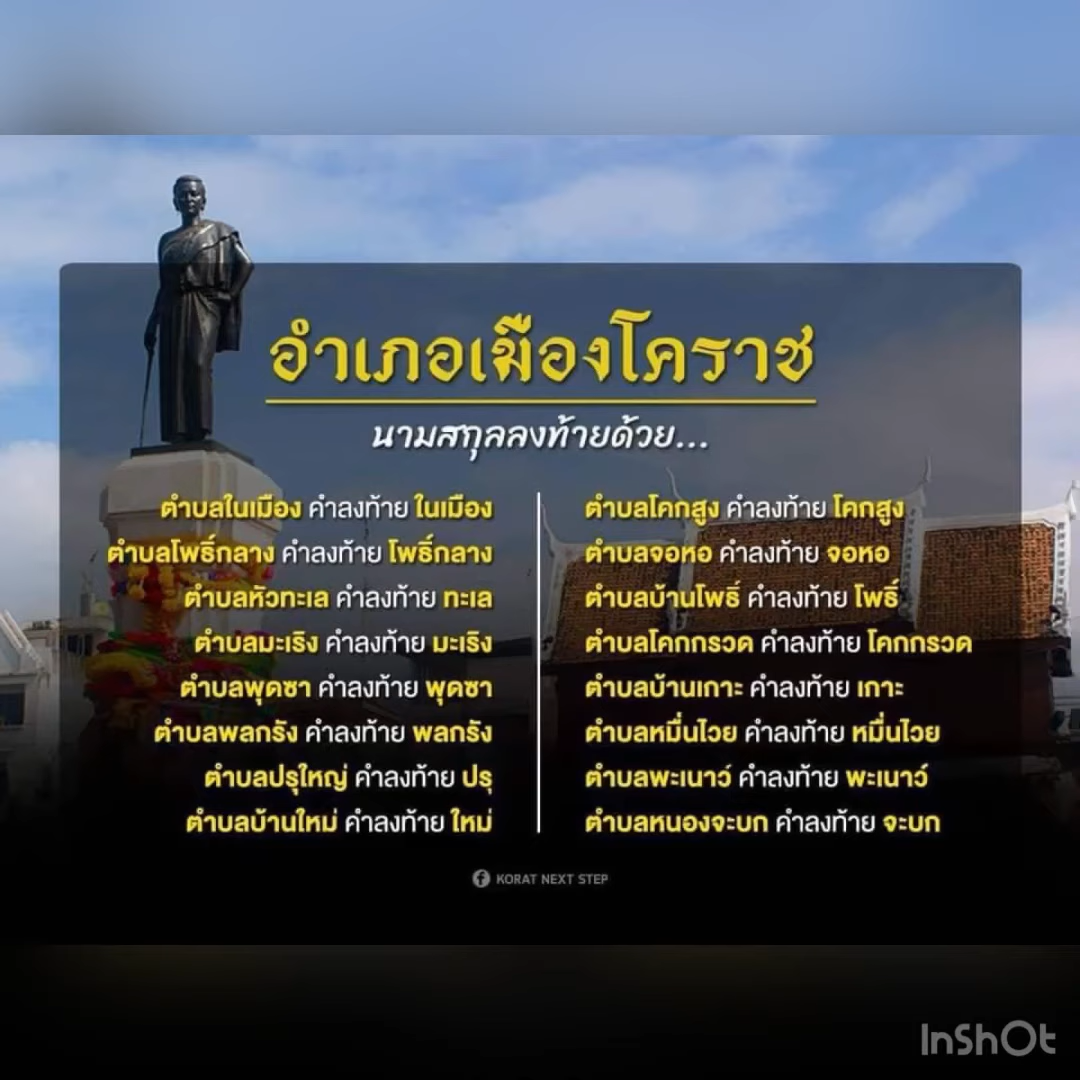 อำเภอเมืองโคราช
นามสกุลลงท้ายด้วย...
ตำบลในเมือง คำลงท้าย ในเมือง
ตำบลโพธิ์กลาง คำลงท้าย โพธิ์กลาง
ตำบลหัวทะเล คำลงท้าย ทะเล
ตำบลมะเริง คำลงท้าย มะเริง
ตำบลพุดซา คำลงท้าย พุดซา
ตำบลพลกรัง คำลงท้าย พลกรัง
ตำบลปรุใหญ่ คำลงท้าย ปรุ
ตำบลบ้านใหม่ คำลงท้าย ใหม่
ตำบลโคกสูง คำลงท้าย โคกสูง
ตำบลจอหอ คำลงท้าย จอหอ
ตำบลบ้านโพธิ์ คำลงท้าย โพธิ์
ตำบลโคกกรวด คำลงท้าย โคกกรวด
ตำบลบ้านเกาะ คำลงท้าย เกาะ
ตำบลหมื่นไวย คำลงท้าย หมื่นไวย
ตำบลพะเนาว์ คำลงท้าย พะเนาว์
ตำบลหนองจะบก คำลงท้าย จะบก
KORAT NEXT STEP
InShOt